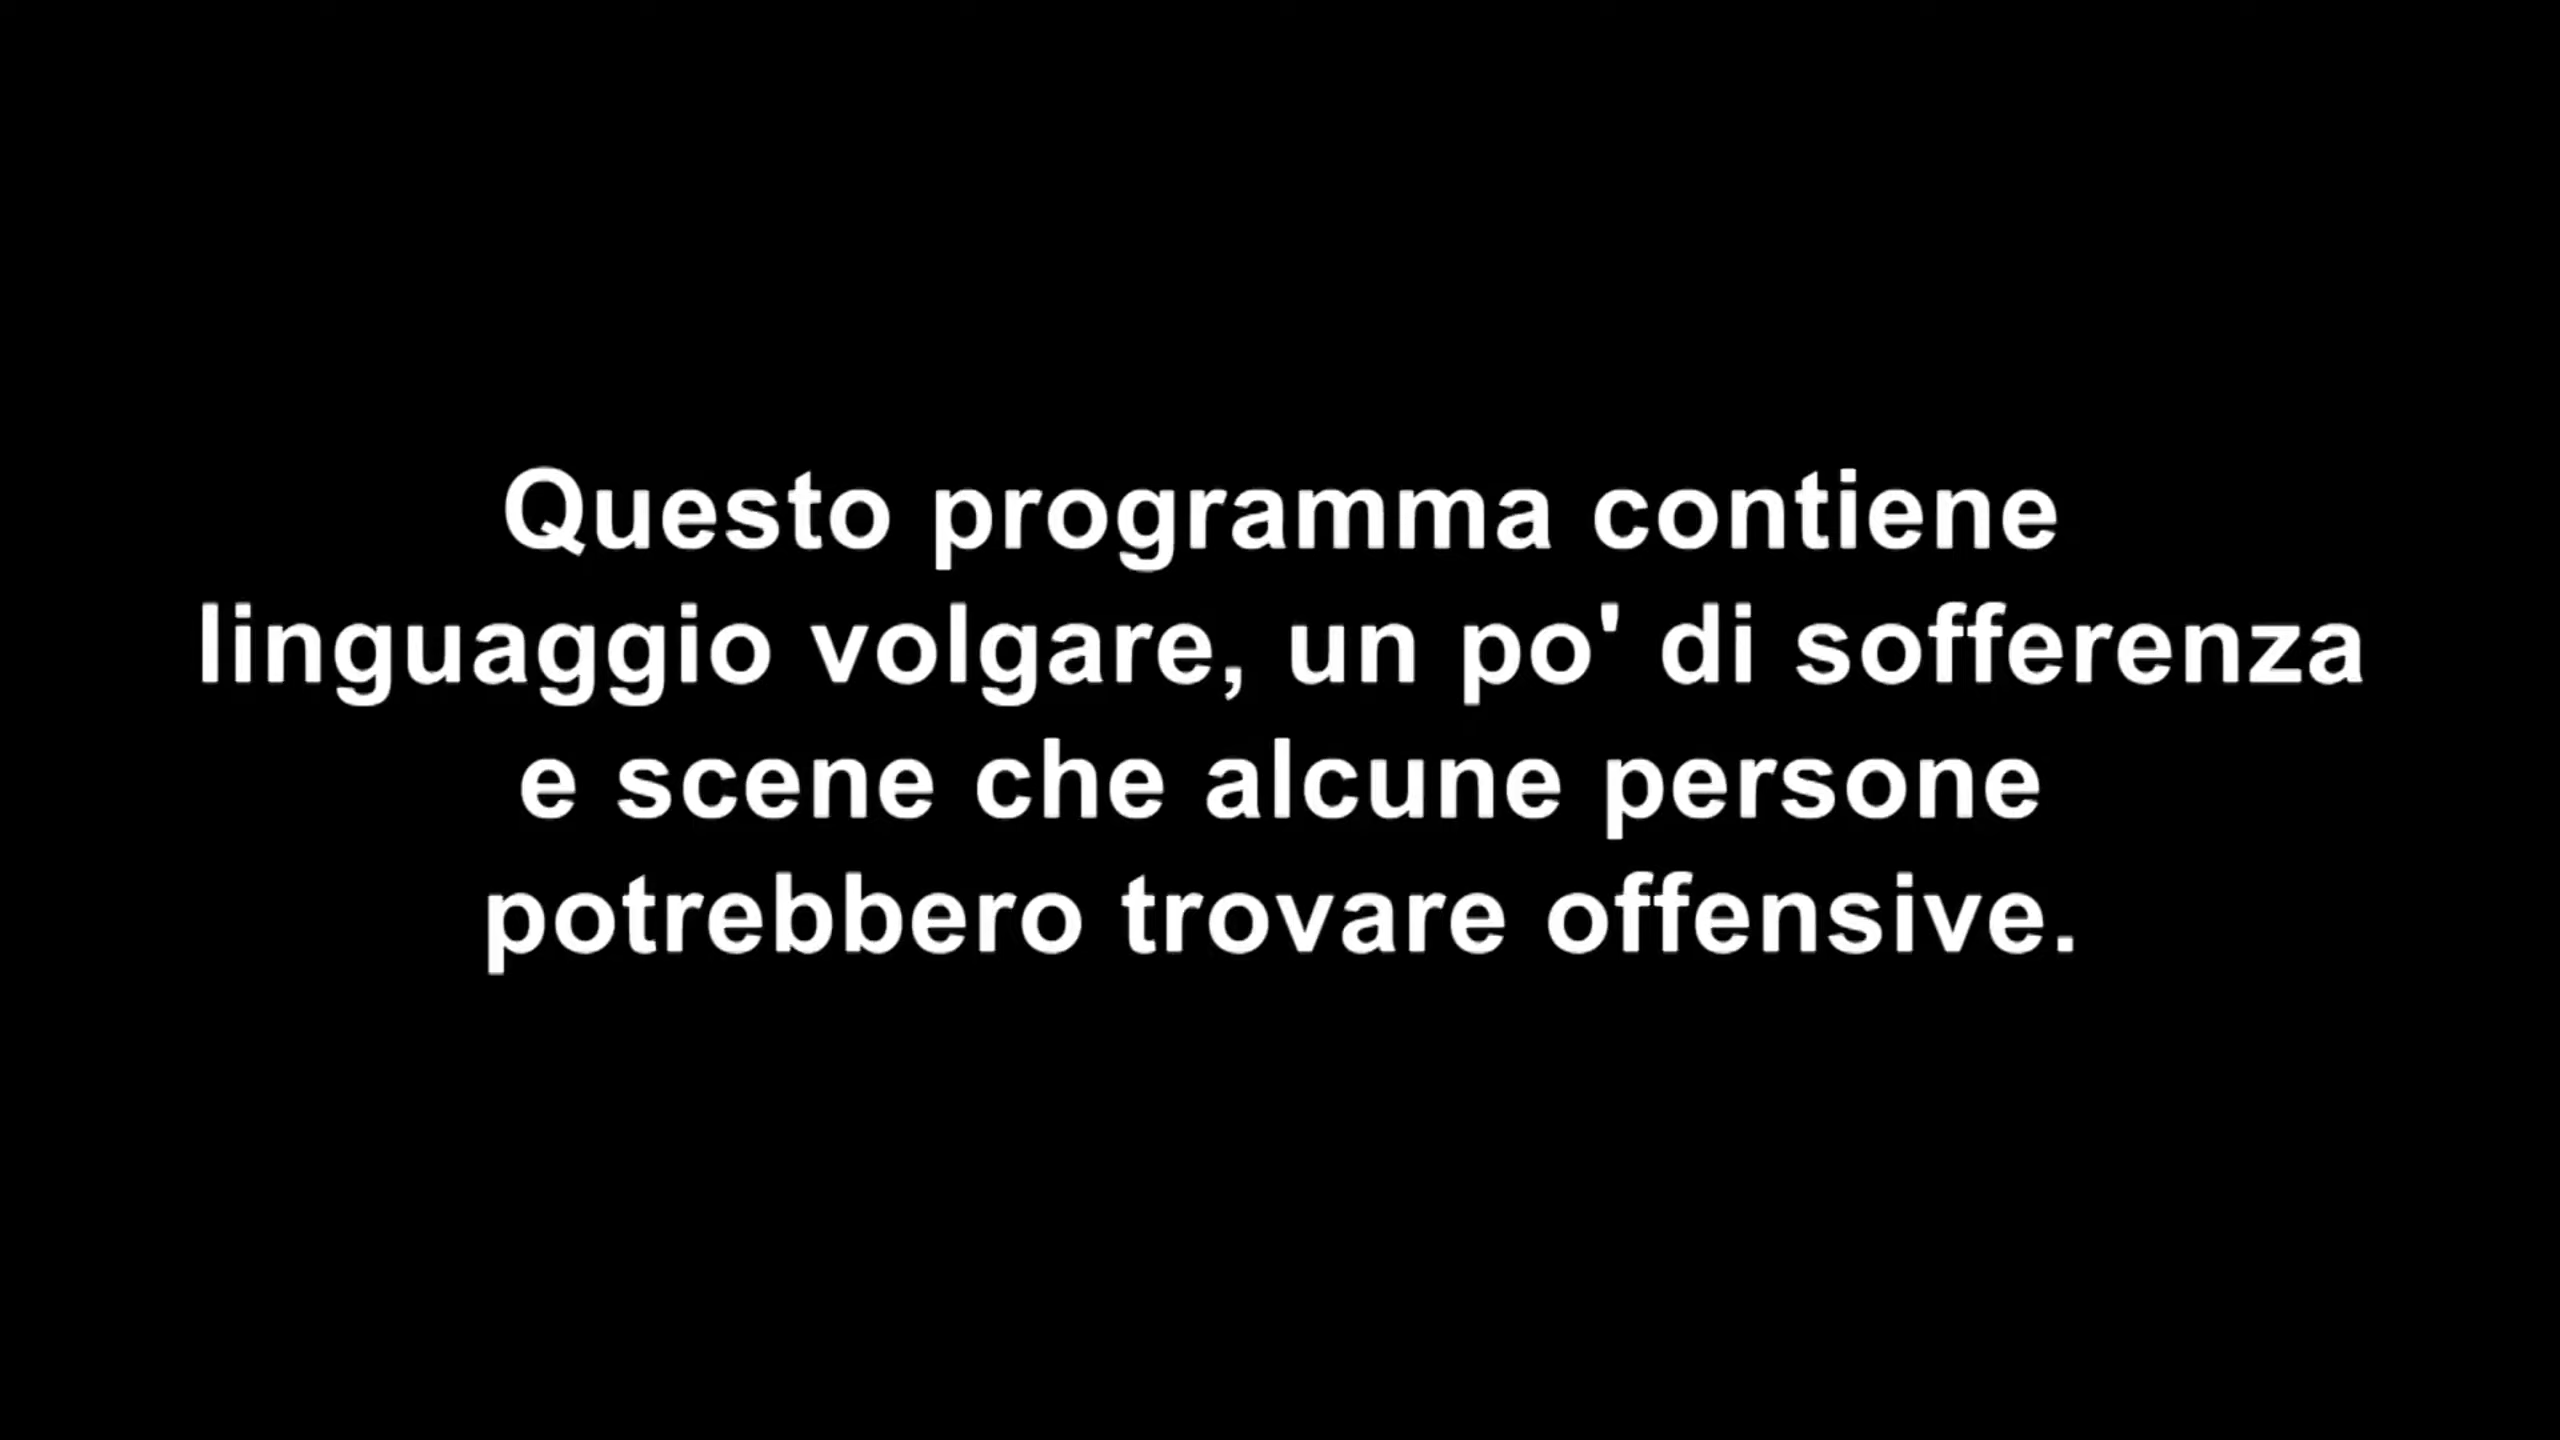 Questo programma contiene
linguaggio volgare, un po' di sofferenza
e scene che alcune persone
potrebbero trovare offensive.